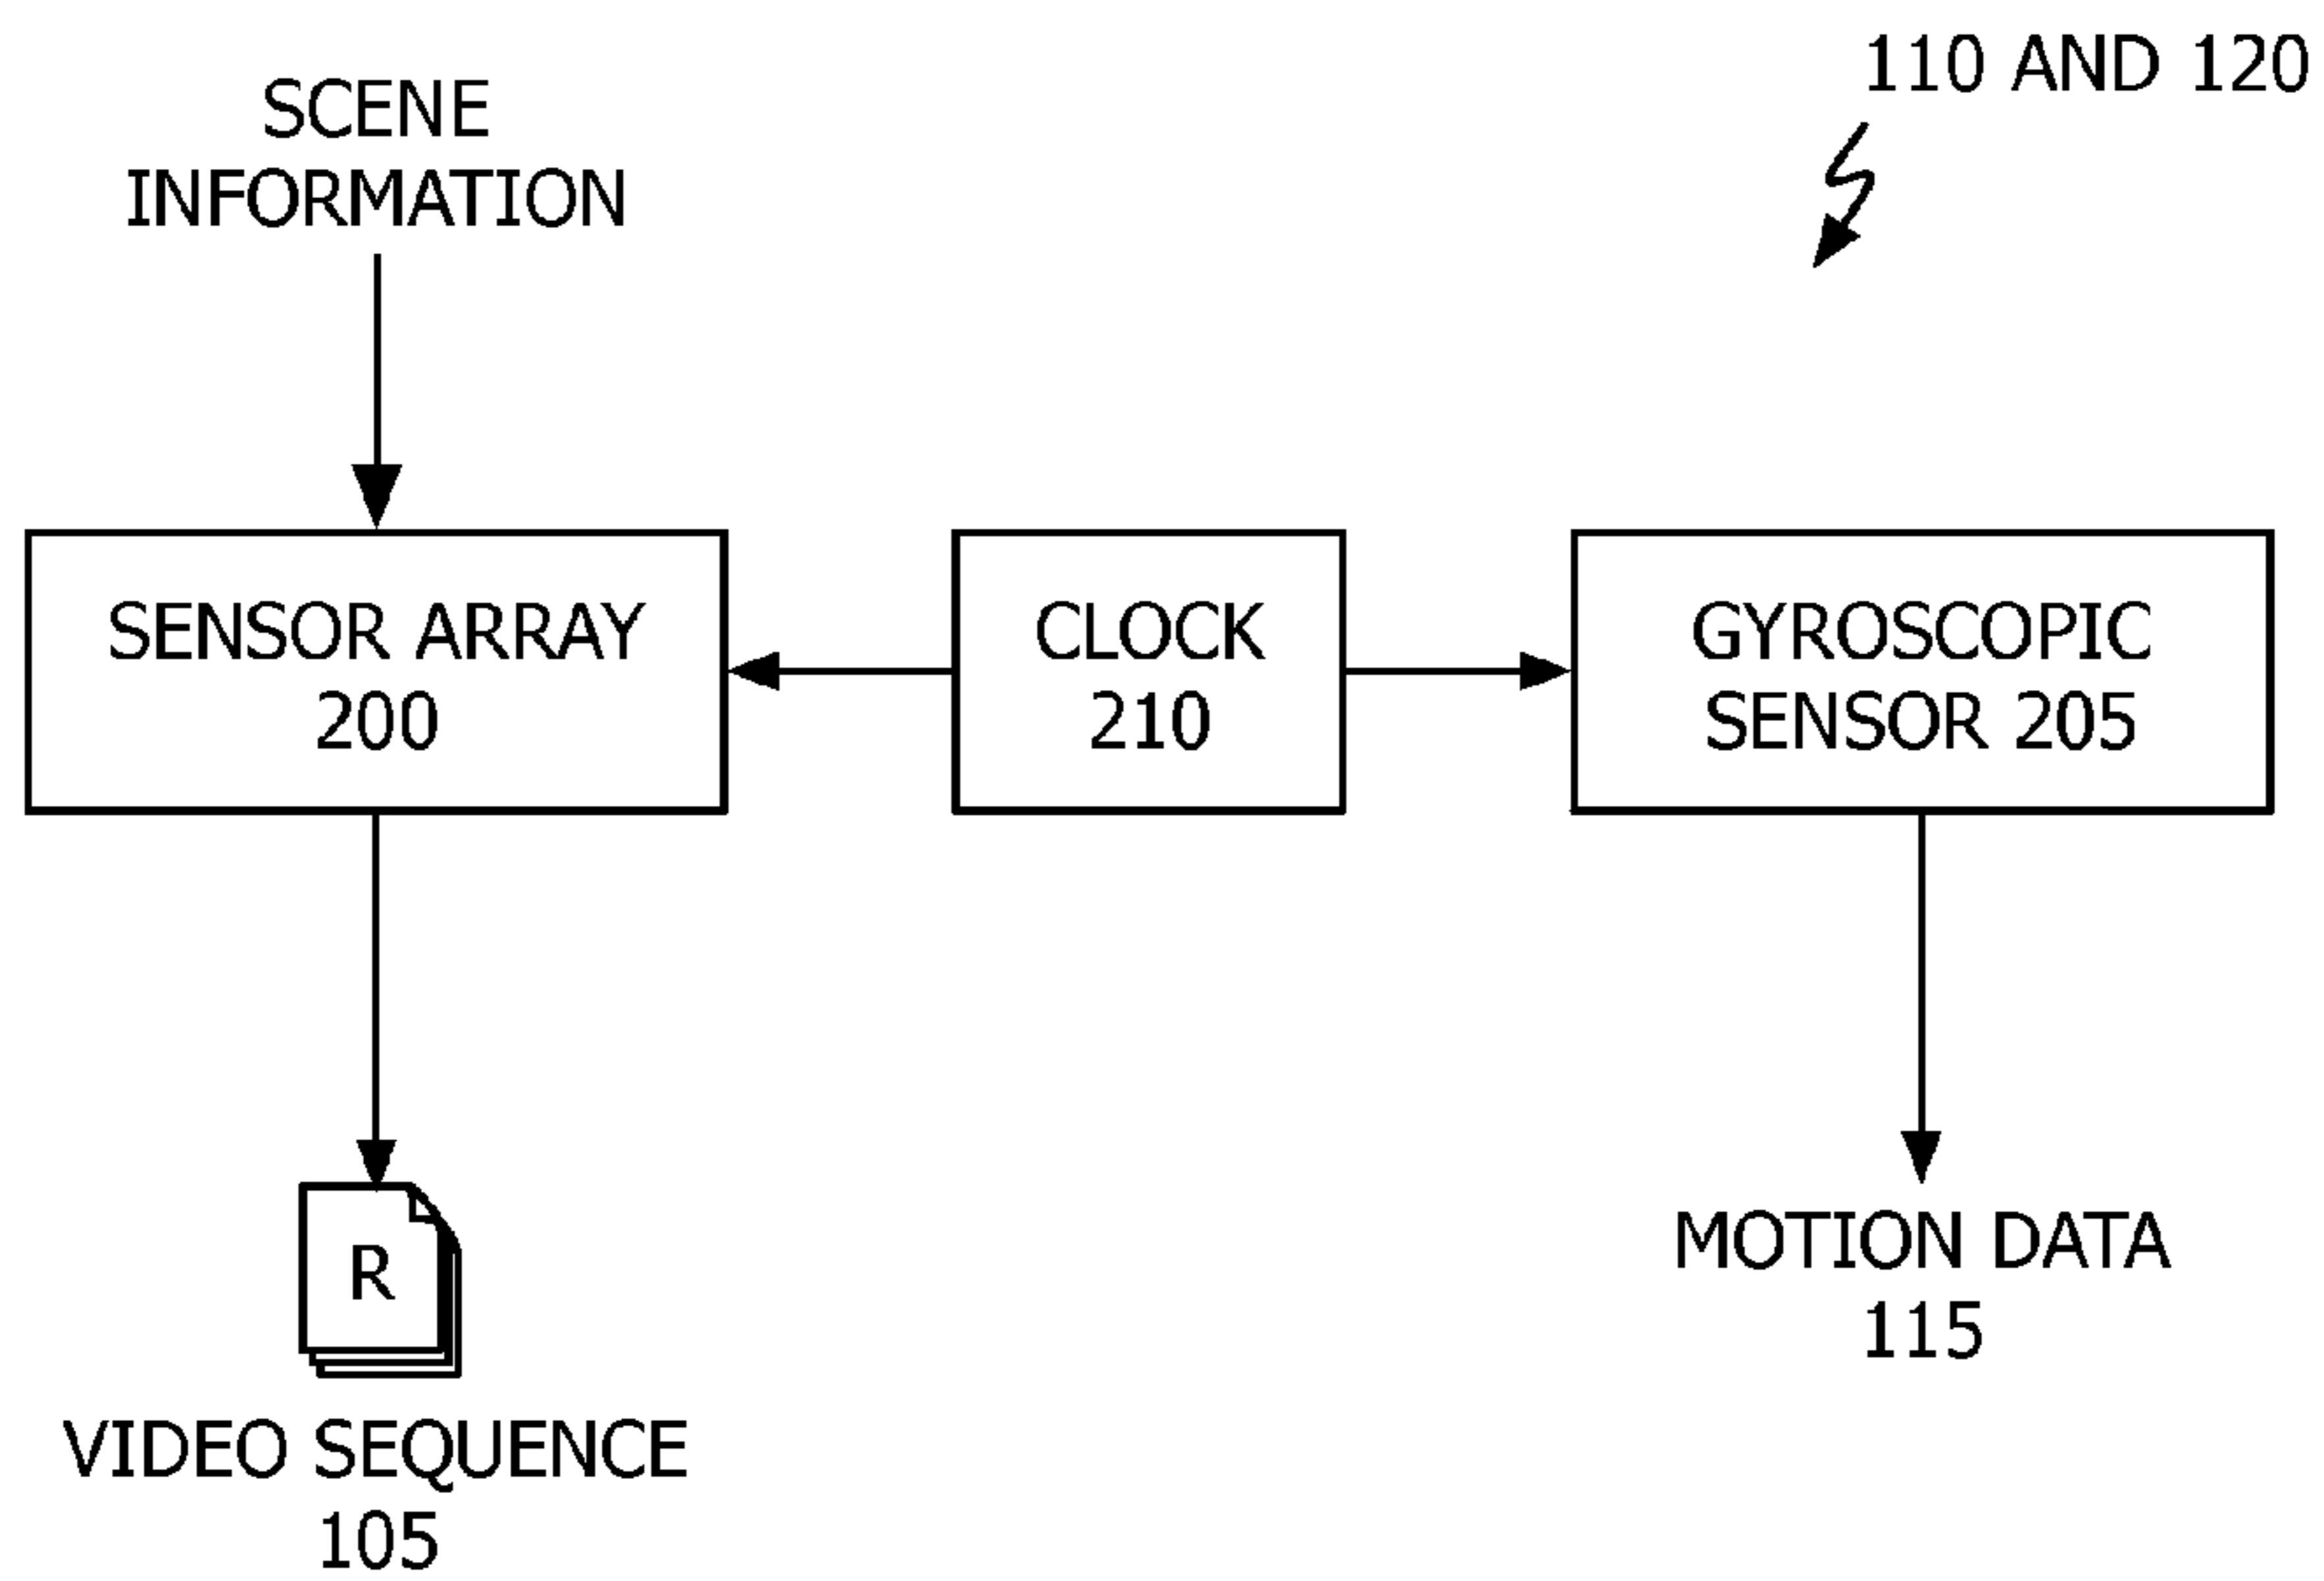 110 AND 120
SCENE
INFORMATION
SENSOR ARRAY
200
CLOCK
210
GYROSCOPIC
SENSOR 205
R
VIDEO SEQUENCE
105
MOTION DATA
115